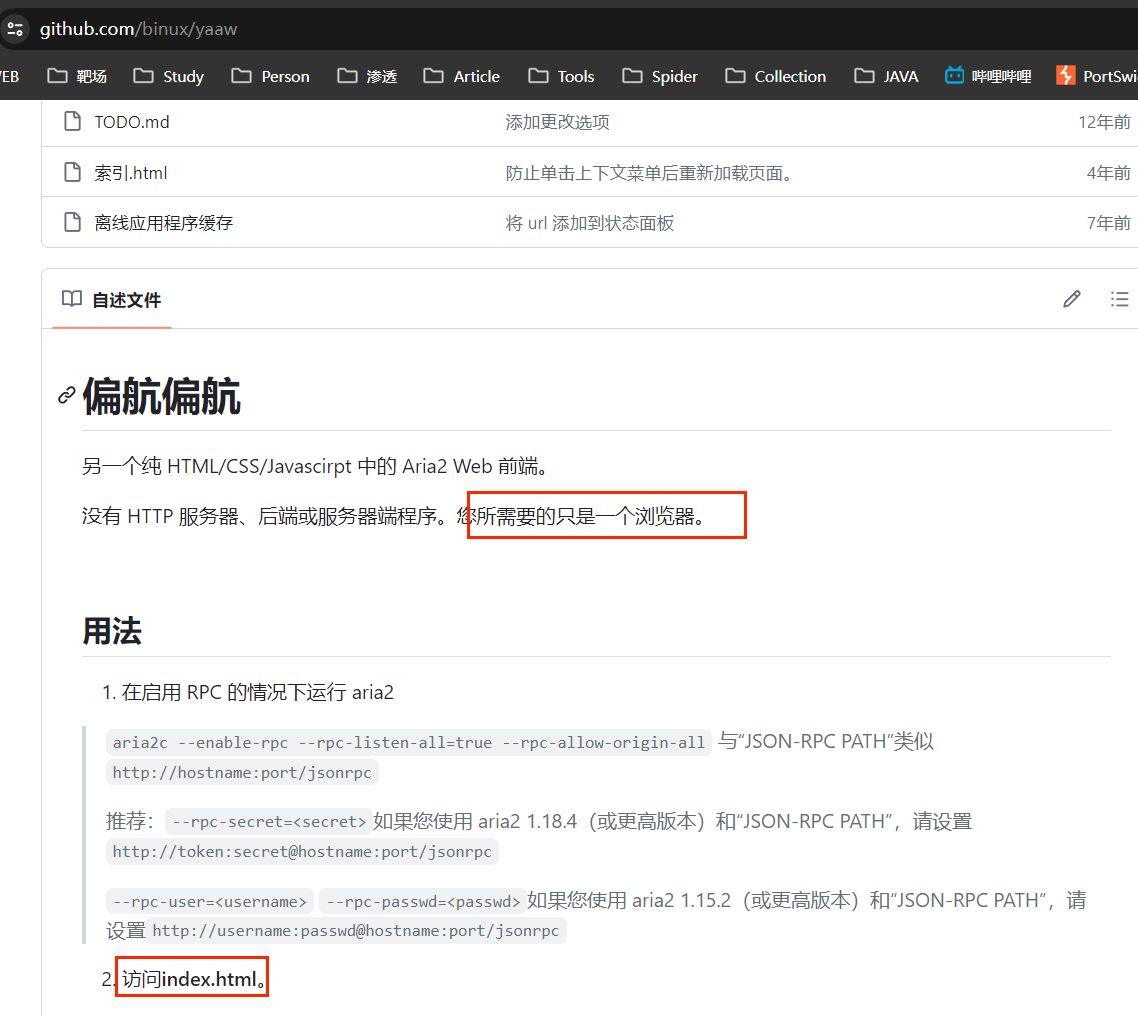 github.com/binux/yaaw
EB 靶场 Study Person 渗透 Article Tools Spider Collection JAVA 哔哩哔哩 PortSwi
TODO.md 添加更改选项 12年前
索引.html 防止单击上下文菜单后重新加载页面。 4年前
离线应用程序缓存 将 url 添加到状态面板 7年前
自述文件
偏航偏航
另一个纯 HTML/CSS/Javascirpt 中的 Aria2 Web 前端。
没有 HTTP 服务器、后端或服务器端程序。您所需要的只是一个浏览器。
用法
1. 在启用 RPC 的情况下运行 aria2
aria2c --enable-rpc --rpc-listen-all=true --rpc-allow-origin-all 与“JSON-RPC PATH”类似
http://hostname:port/jsonrpc
推荐：--rpc-secret=<secret>如果您使用 aria2 1.18.4（或更高版本）和“JSON-RPC PATH”，请设置
http://token:secret@hostname:port/jsonrpc
--rpc-user=<username> --rpc-passwd=<passwd>如果您使用 aria2 1.15.2（或更高版本）和“JSON-RPC PATH”，请
设置 http://username:passwd@hostname:port/jsonrpc
2. 访问index.html。